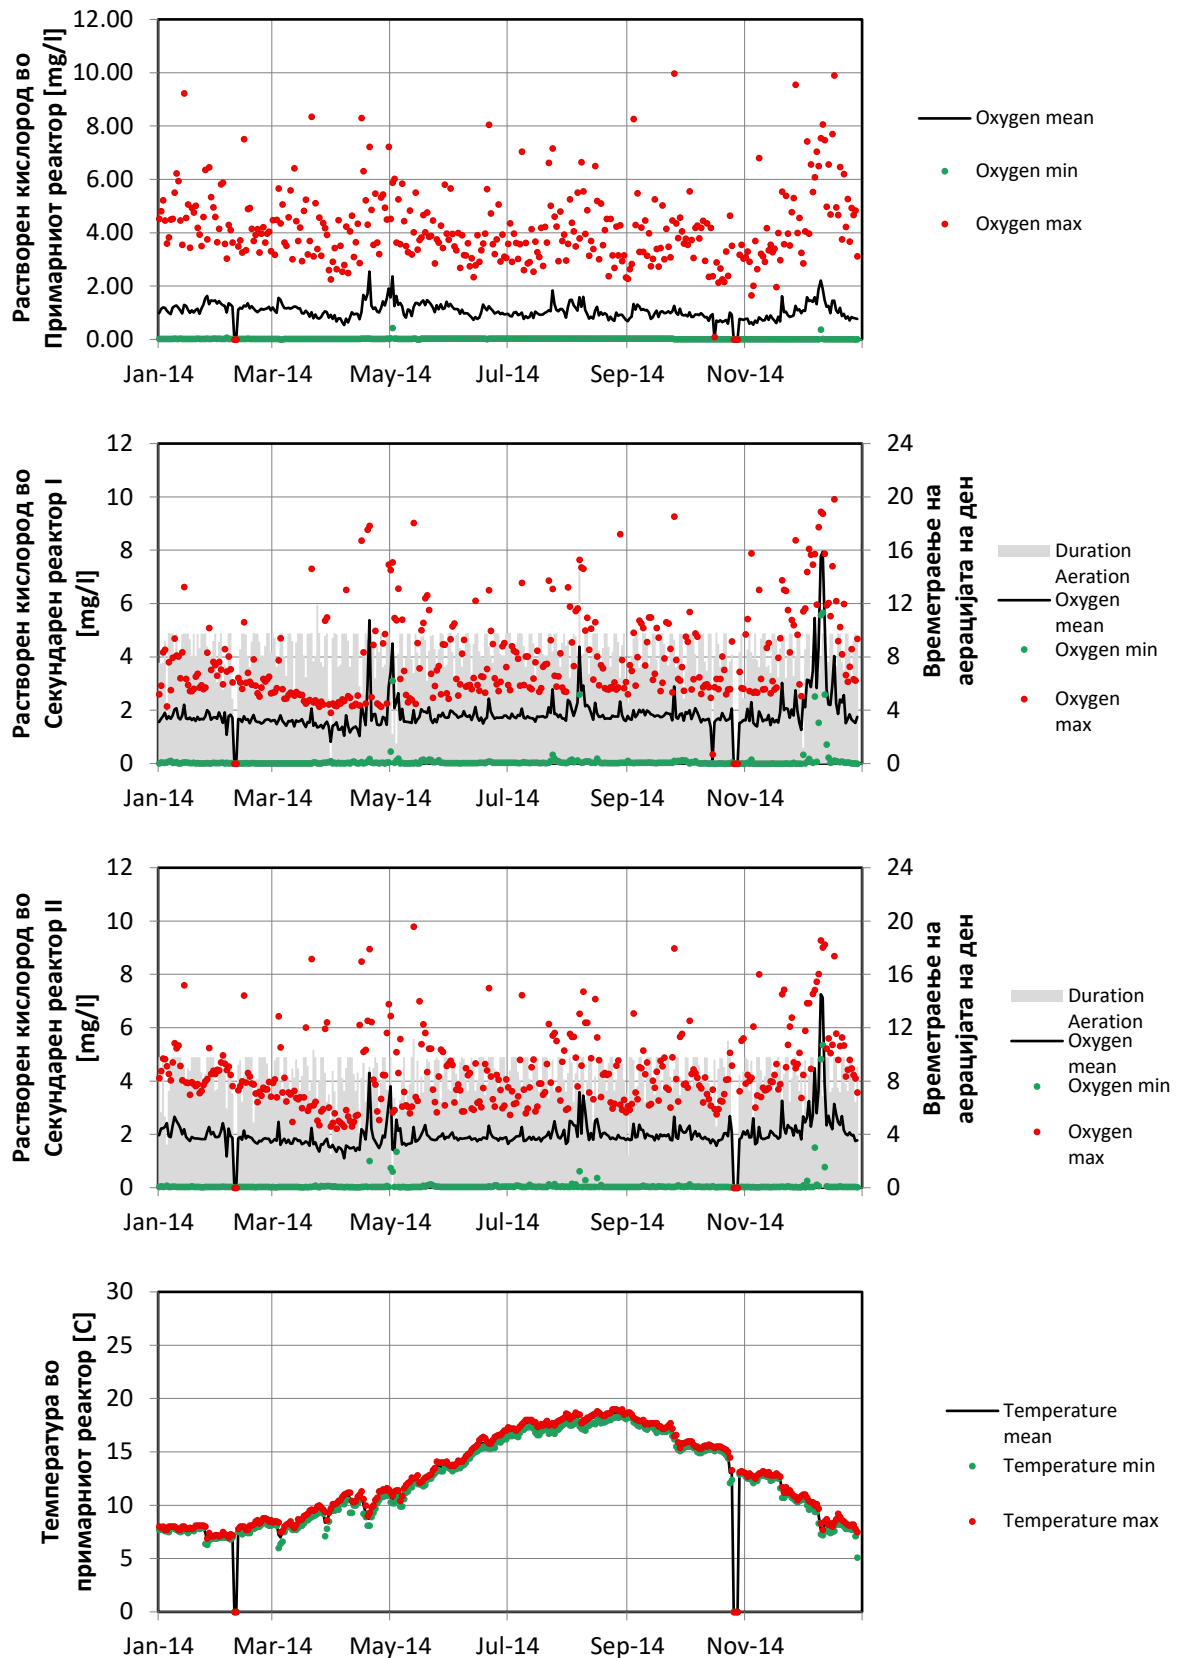 Растворен кислород во
Примарниот реактор [mg/l]
12.00
10.00
8.00
6.00
4.00
2.00
0.00
Jan-14 Mar-14 May-14 Jul-14 Sep-14 Nov-14
Oxygen mean
Oxygen min
Oxygen max
Растворен кислород во
Секундарен реактор I
[mg/l]
12
10
8
6
4
2
0
Jan-14 Mar-14 May-14 Jul-14 Sep-14 Nov-14
24
20
16
12
8
4
0
Времетраење на
аерацијата на ден
Duration
Aeration
Oxygen
mean
Oxygen min
Oxygen
max
Растворен кислород во
Секундарен реактор II
[mg/l]
12
10
8
6
4
2
0
Jan-14 Mar-14 May-14 Jul-14 Sep-14 Nov-14
24
20
16
12
8
4
0
Времетраење на
аерацијата на ден
Duration
Aeration
Oxygen
mean
Oxygen min
Oxygen
max
Температура во
примарниот реактор [C]
30
25
20
15
10
5
0
Jan-14 Mar-14 May-14 Jul-14 Sep-14 Nov-14
Temperature
mean
Temperature min
Temperature max